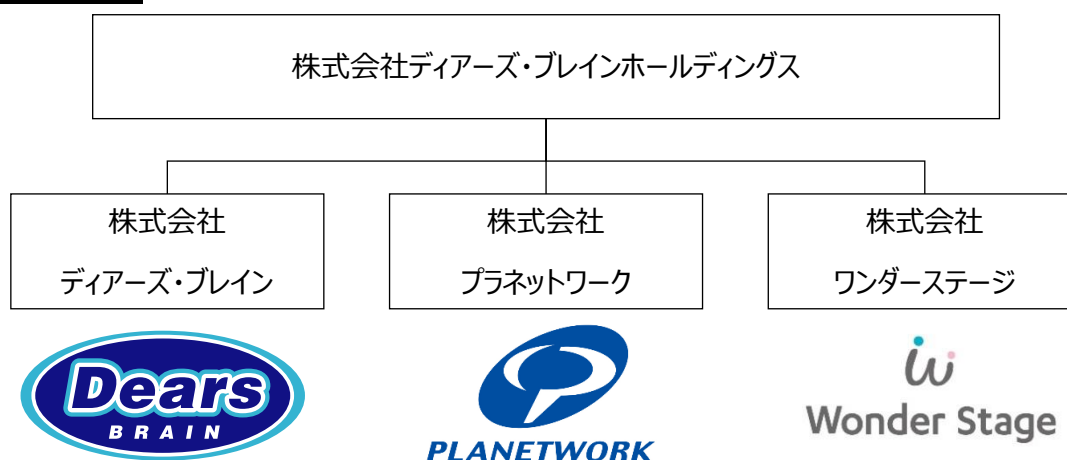 株式会社ディアーズ・ブレインホールディングス
株式会社
ディアーズ・ブレイン
株式会社
プラネットワーク
株式会社
ワンダーステージ
Dears
BRAIN
PLANETWORK
Wonder Stage